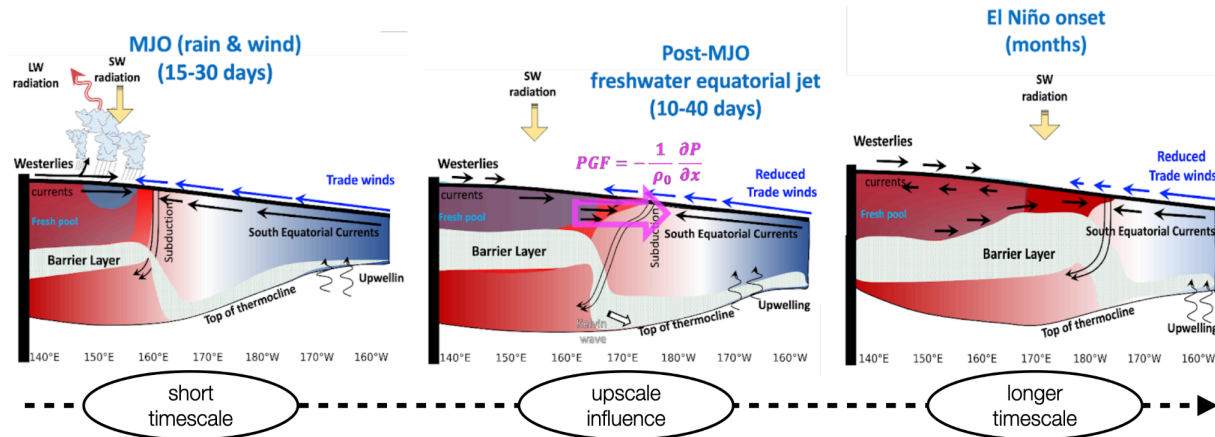 MJO (rain & wind)
(15-30 days)
LW
radiation
SW
radiation
Westerlies
Trade winds
currents
Fresh pool
Subduction
South Equatorial Currents
Barrier Layer
Upwellin
Top of thermocline
140°E 150°E 160°E 170°E 170°W 160°W
Post-MJO
freshwater equatorial jet
(10-40 days)
SW
radiation
PGF = − 1/ρ₀ ∂P/∂x
Westerlies
Reduced
Trade winds
currents
Fresh pool
Subduction
South Equatorial Currents
Barrier Layer
Upwelling
Kelvin
wave
Top of thermocline
140°E 150°E 160°E 170°E 170°W 160°W
El Niño onset
(months)
SW
radiation
Westerlies
Reduced
Trade winds
currents
Fresh pool
South Equatorial Currents
Barrier Layer
Upwelling
Top of thermocline
140°E 150°E 160°E 170°E 170°W 160°W
short
timescale
upscale
influence
longer
timescale